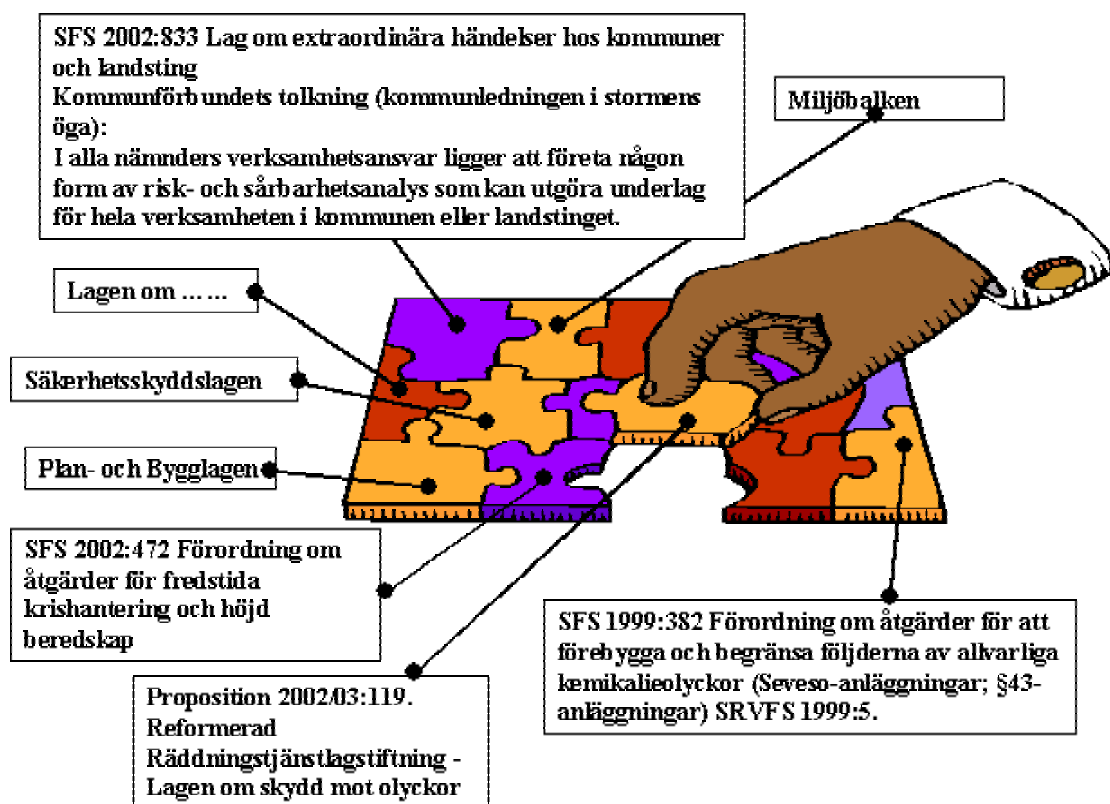 SFS 2002:833 Lag om extraordinära händelser hos kommuner
och landsting
Kommunförbundets tolkning (kommunledningen i stormens
öga):
I alla nämnders verksamhetsansvar ligger att företa någon
form av risk- och sårbarhetsanalys som kan utgöra underlag
för hela verksamheten i kommunen eller landstinget.
Miljöbalken
Lagen om ... ...
Säkerhetsskyddslagen
Plan- och Bygglagen
SFS 2002:472 Förordning om
åtgärder för fredstida
krishantering och höjd
beredskap
SFS 1999:382 Förordning om åtgärder för att
förebygga och begränsa följderna av allvarliga
kemikalieolyckor (Seveso-anläggningar; §43-
anläggningar) SRVFS 1999:5.
Proposition 2002/03:119.
Reformerad
Räddningstjänstlagstiftning -
Lagen om skydd mot olyckor